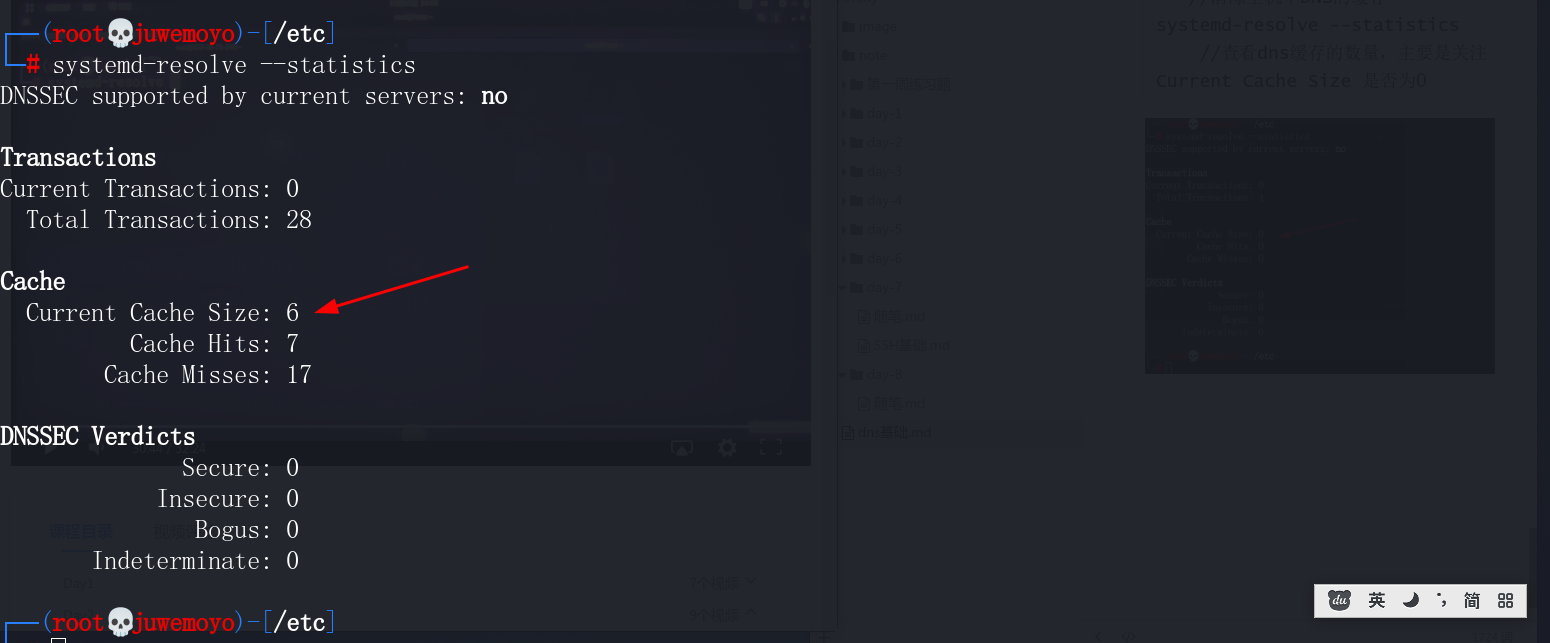 (root💀juwemoyo)-[/etc]
# systemd-resolve --statistics
DNSSEC supported by current servers: no
Transactions
Current Transactions: 0
Total Transactions: 28
Cache
Current Cache Size: 6
Cache Hits: 7
Cache Misses: 17
DNSSEC Verdicts
Secure: 0
Insecure: 0
Bogus: 0
Indeterminate: 0
(root💀juwemoyo)-[/etc]
systemd-resolve --statistics
//查看dns缓存的数量，主要是关注
Current Cache Size 是否为0
image
day-1
day-2
day-3
day-4
day-5
day-6
day-7
随笔.md
SSH基础.md
day-8
随笔.md
dns基础.md
课程目录
Day1
7个视频
9个视频
du 英 简